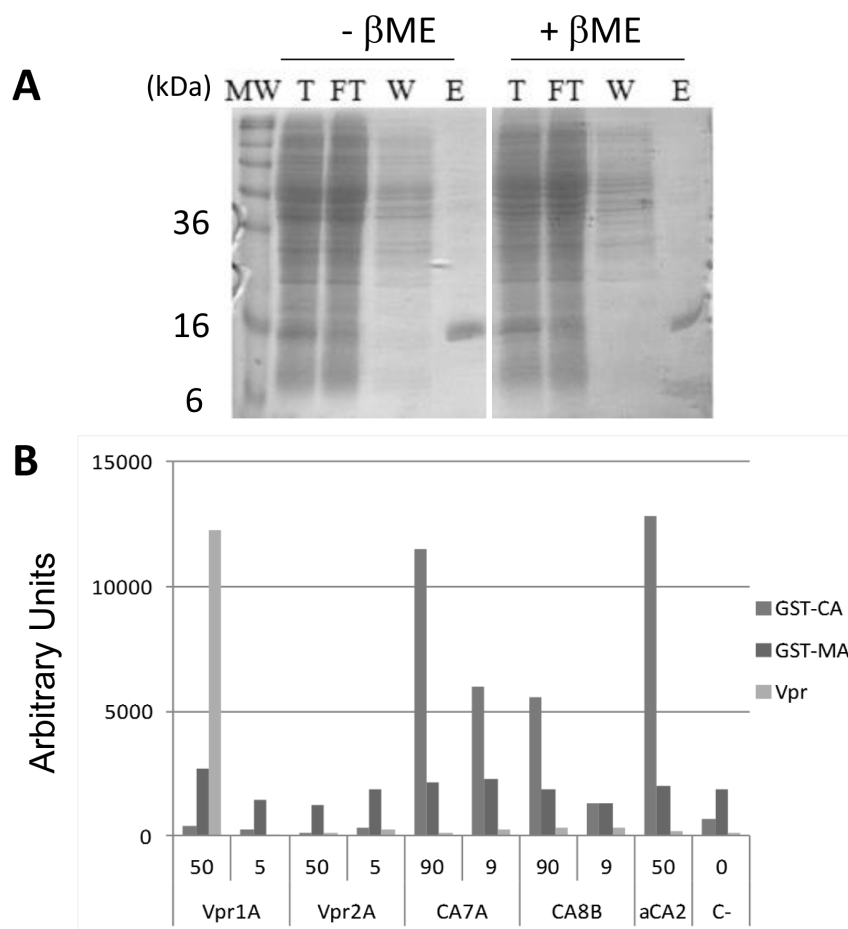 - βME + βME
A (kDa) MW T FT W E T FT W E
36
16
6
B
15000
10000
5000
0
Arbitrary Units
GST-CA
GST-MA
Vpr
50 5 50 5 90 9 90 9 50 0
Vpr1A Vpr2A CA7A CA8B aCA2 C-